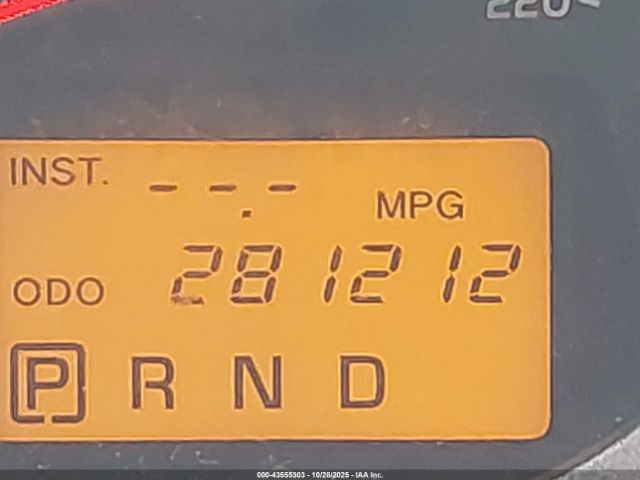 220
INST. --.- MPG
ODO 281212
P R N D
000-43555303 - 10/28/2025 - IAA Inc.